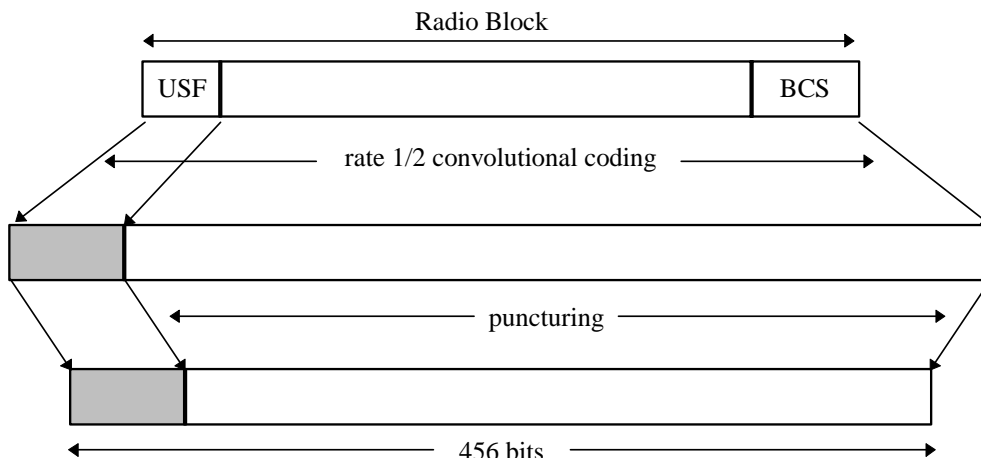 Radio Block
USF
BCS
rate 1/2 convolutional coding
puncturing
456 bits